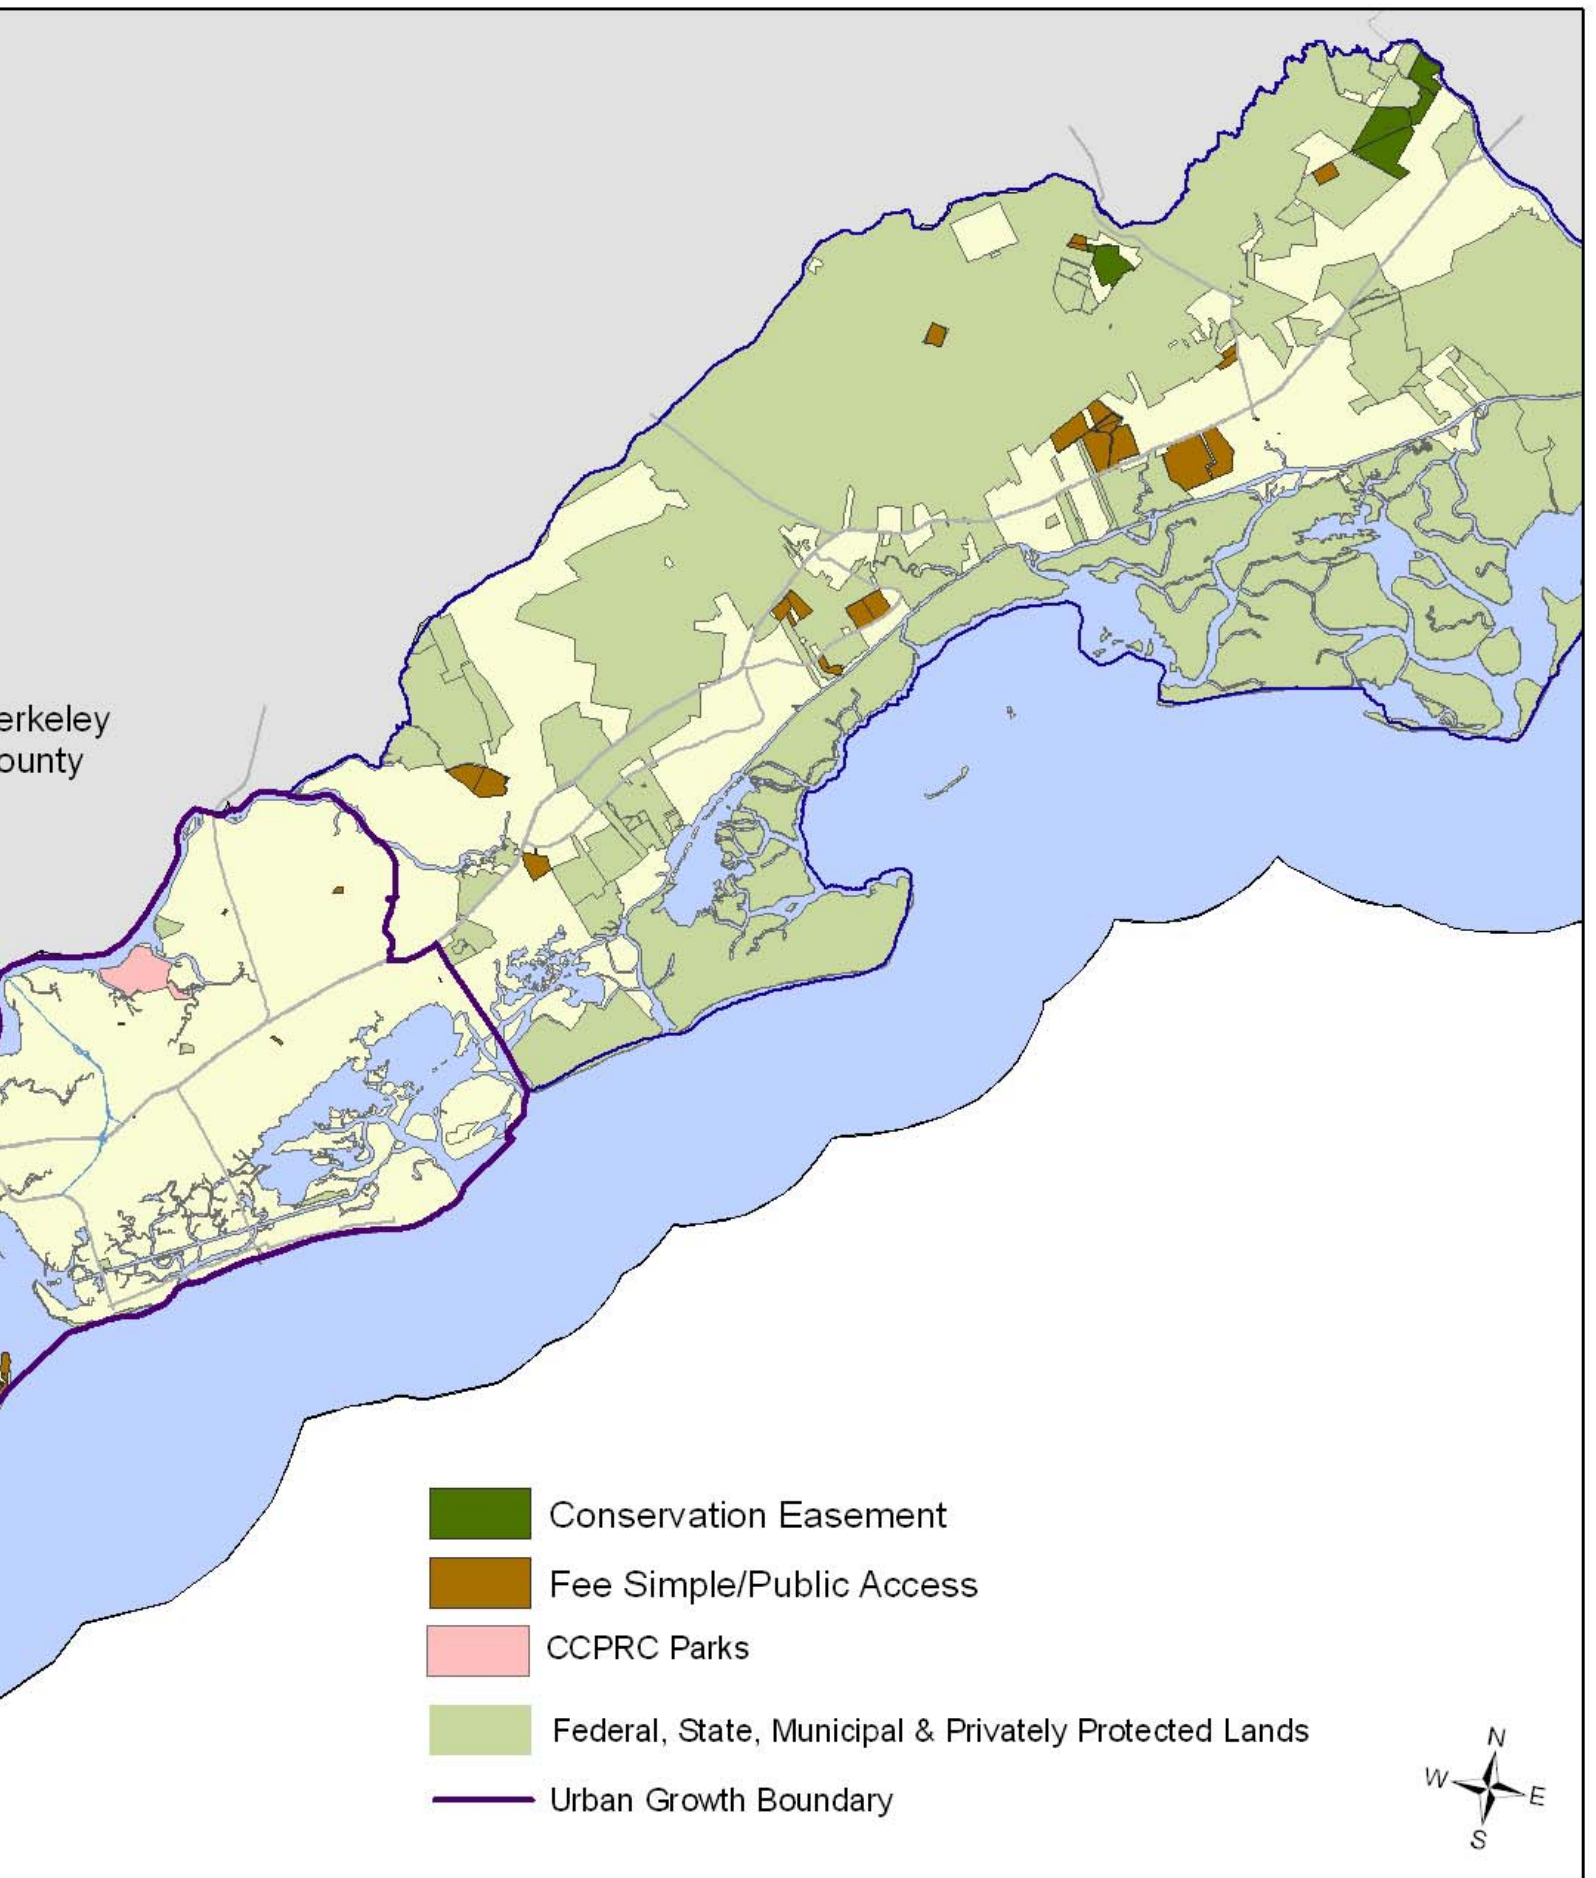 erkeley
ounty
Conservation Easement
Fee Simple/Public Access
CCPRC Parks
Federal, State, Municipal & Privately Protected Lands
Urban Growth Boundary
N
W
E
S